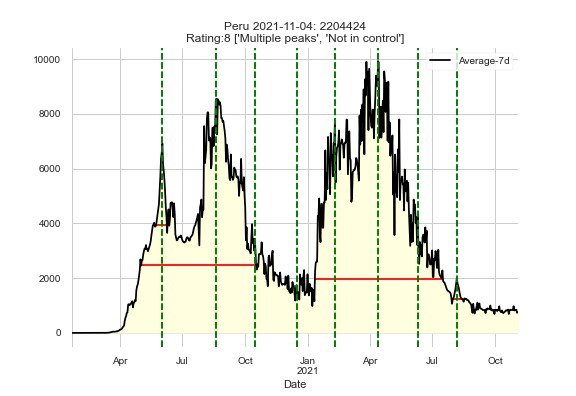 Peru 2021-11-04: 2204424
Rating:8 ['Multiple peaks', 'Not in control']
Average-7d
10000
8000
6000
4000
2000
0
Apr Jul Oct Jan Apr Jul Oct
2021
Date